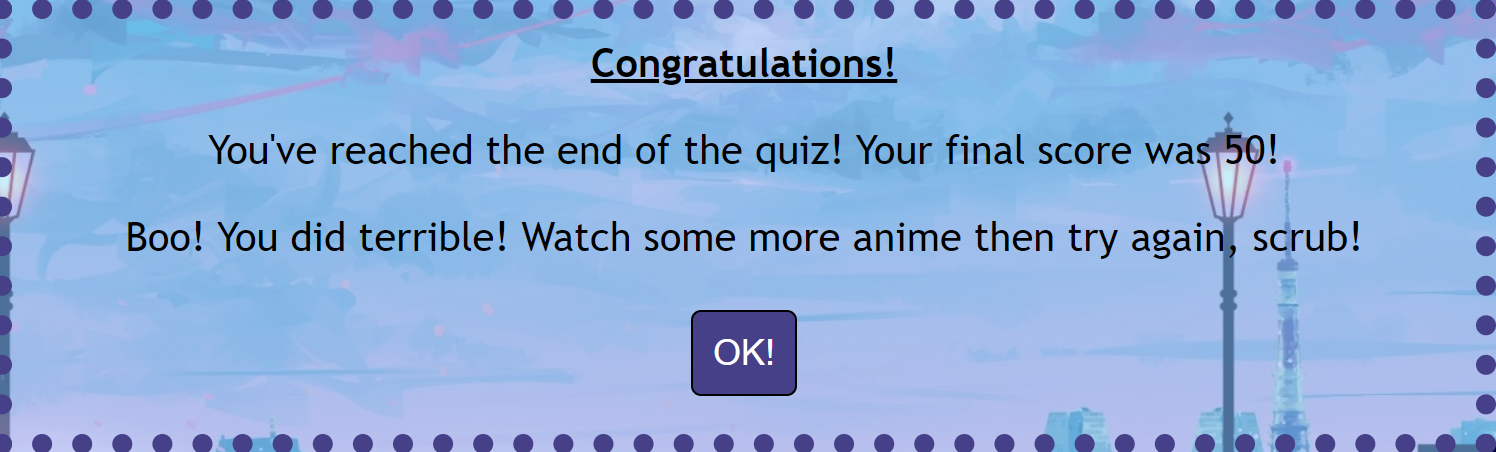 Congratulations!
You've reached the end of the quiz! Your final score was 50!
Boo! You did terrible! Watch some more anime then try again, scrub!
OK!